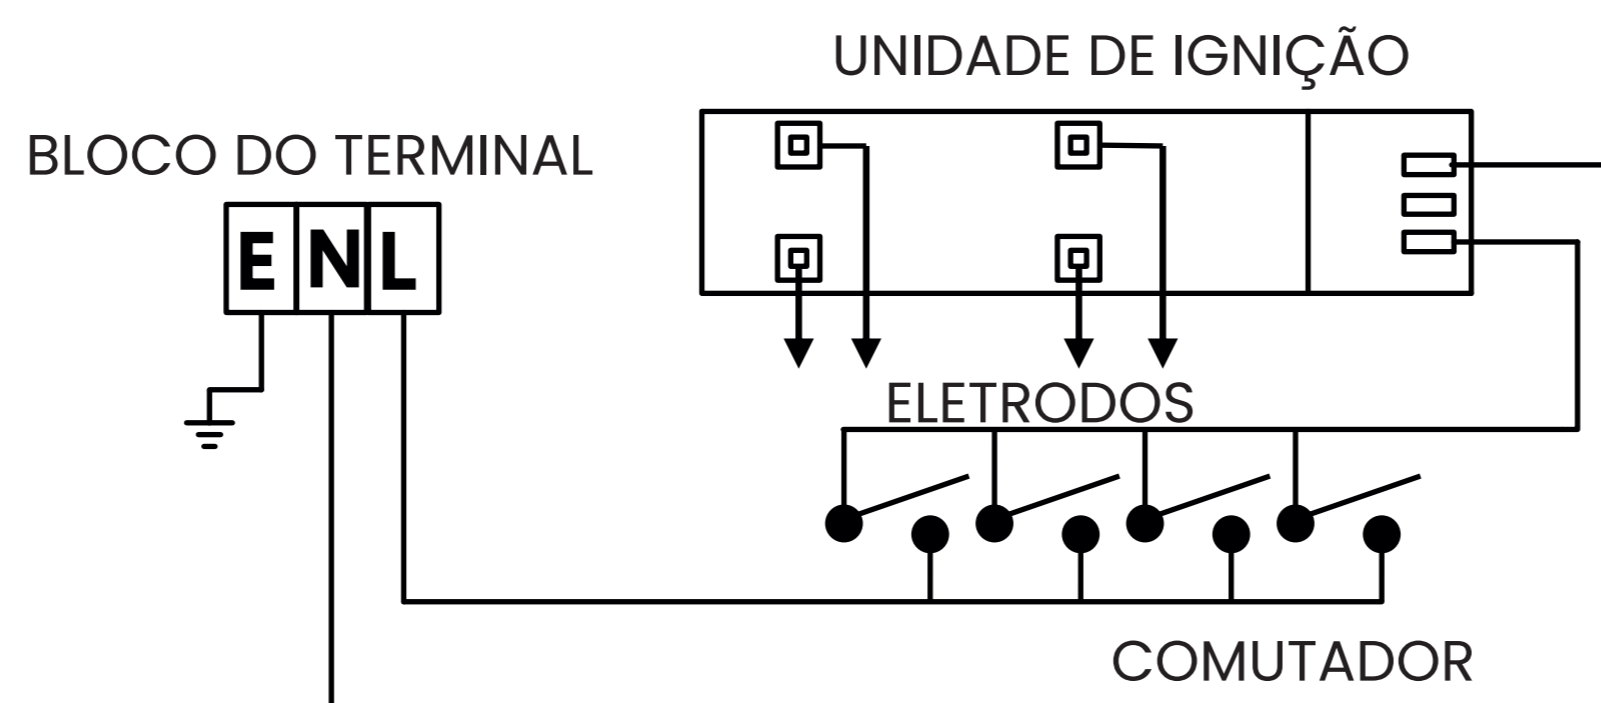 UNIDADE DE IGNIÇÃO
BLOCO DO TERMINAL
E N L
ELETRODOS
COMUTADOR